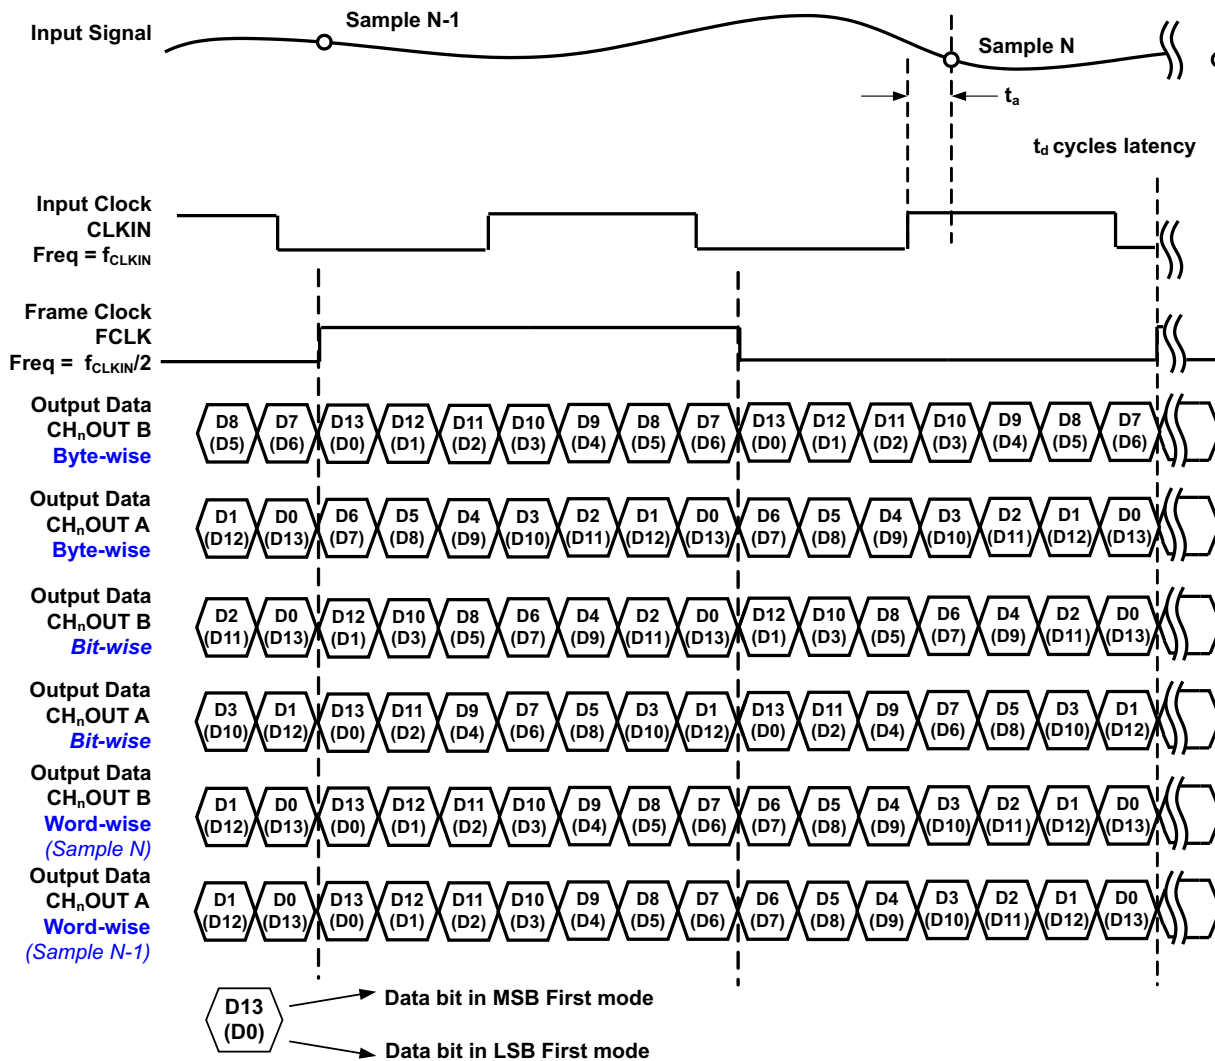 Input Signal
Sample N-1
Sample N
ta
td cycles latency
Input Clock
CLKIN
Freq = fCLKIN
Frame Clock
FCLK
Freq = fCLKIN/2
Output Data
CHnOUT B
Byte-wise
D8 D7 D13 D12 D11 D10 D9 D8 D7 D13 D12 D11 D10 D9 D8 D7
(D5) (D6) (D0) (D1) (D2) (D3) (D4) (D5) (D6) (D0) (D1) (D2) (D3) (D4) (D5) (D6)
Output Data
CHnOUT A
Byte-wise
D1 D0 D6 D5 D4 D3 D2 D1 D0 D6 D5 D4 D3 D2 D1 D0
(D12) (D13) (D7) (D8) (D9) (D10) (D11) (D12) (D13) (D7) (D8) (D9) (D10) (D11) (D12) (D13)
Output Data
CHnOUT B
Bit-wise
D2 D0 D12 D10 D8 D6 D4 D2 D0 D12 D10 D8 D6 D4 D2 D0
(D11) (D13) (D1) (D3) (D5) (D7) (D9) (D11) (D13) (D1) (D3) (D5) (D7) (D9) (D11) (D13)
Output Data
CHnOUT A
Bit-wise
D3 D1 D13 D11 D9 D7 D5 D3 D1 D13 D11 D9 D7 D5 D3 D1
(D10) (D12) (D0) (D2) (D4) (D6) (D8) (D10) (D12) (D0) (D2) (D4) (D6) (D8) (D10) (D12)
Output Data
CHnOUT B
Word-wise
(Sample N)
D1 D0 D13 D12 D11 D10 D9 D8 D7 D6 D5 D4 D3 D2 D1 D0
(D12) (D13) (D0) (D1) (D2) (D3) (D4) (D5) (D6) (D7) (D8) (D9) (D10) (D11) (D12) (D13)
Output Data
CHnOUT A
Word-wise
(Sample N-1)
D1 D0 D13 D12 D11 D10 D9 D8 D7 D6 D5 D4 D3 D2 D1 D0
(D12) (D13) (D0) (D1) (D2) (D3) (D4) (D5) (D6) (D7) (D8) (D9) (D10) (D11) (D12) (D13)
D13
(D0)
Data bit in MSB First mode
Data bit in LSB First mode